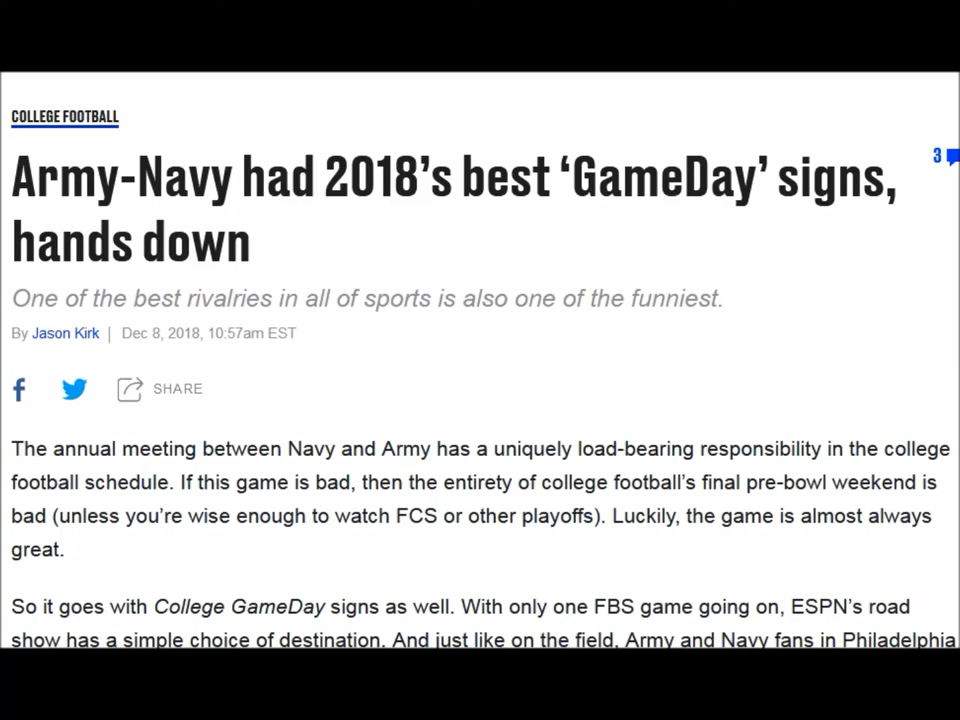 COLLEGE FOOTBALL
3
Army-Navy had 2018’s best ‘GameDay’ signs,
hands down
One of the best rivalries in all of sports is also one of the funniest.
By Jason Kirk | Dec 8, 2018, 10:57am EST
f SHARE
The annual meeting between Navy and Army has a uniquely load-bearing responsibility in the college
football schedule. If this game is bad, then the entirety of college football’s final pre-bowl weekend is
bad (unless you’re wise enough to watch FCS or other playoffs). Luckily, the game is almost always
great.
So it goes with College GameDay signs as well. With only one FBS game going on, ESPN’s road
show has a simple choice of destination. And just like on the field, Army and Navy fans in Philadelphia